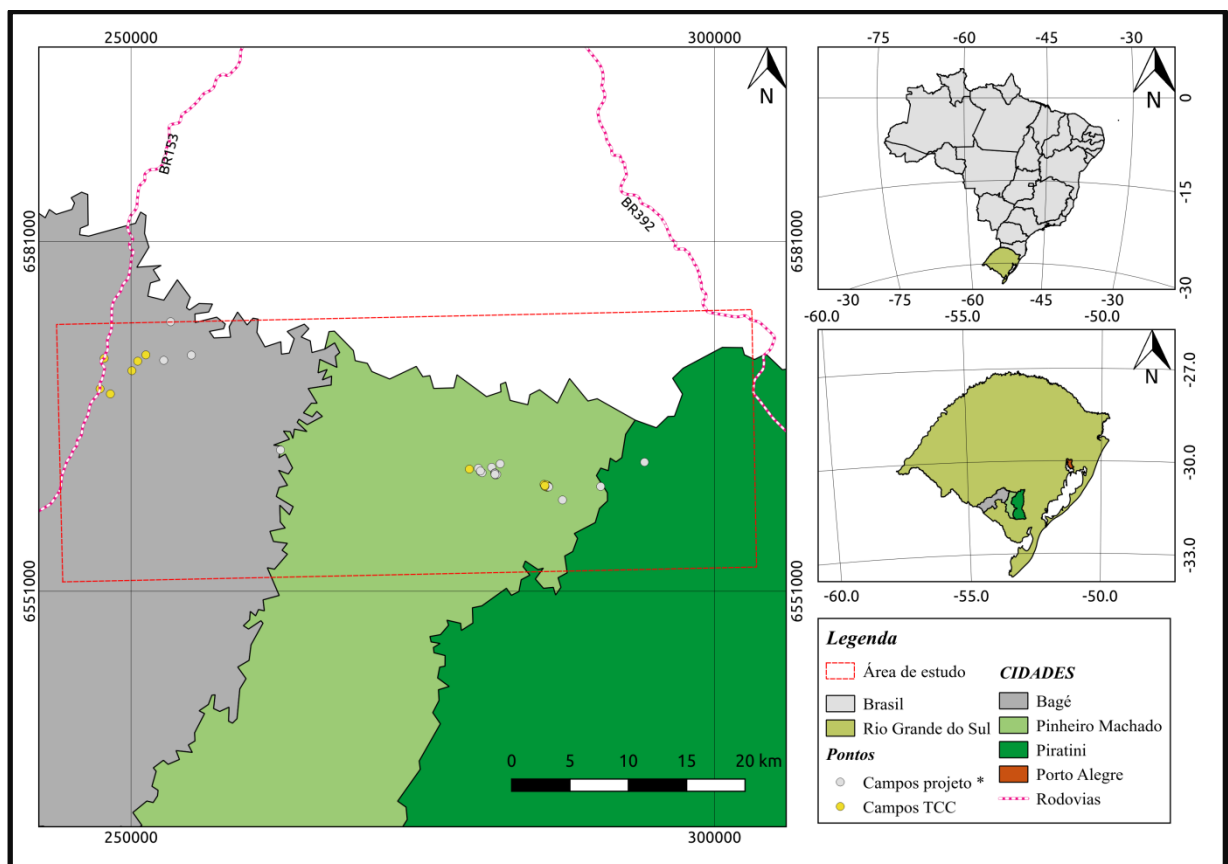 250000
300000
N
BR153
BR392
6581000
6581000
6551000
6551000
0
5
10
15
20 km
250000
300000
-75
-60
-45
-30
N
0
-15
-30
-30
-75
-60
-45
-30
-60.0
-55.0
-50.0
N
-27.0
-30.0
-33.0
-60.0
-55.0
-50.0
Legenda
Área de estudo
Brasil
Rio Grande do Sul
Pontos
Campos projeto *
Campos TCC
CIDADES
Bagé
Pinheiro Machado
Piratini
Porto Alegre
Rodovias